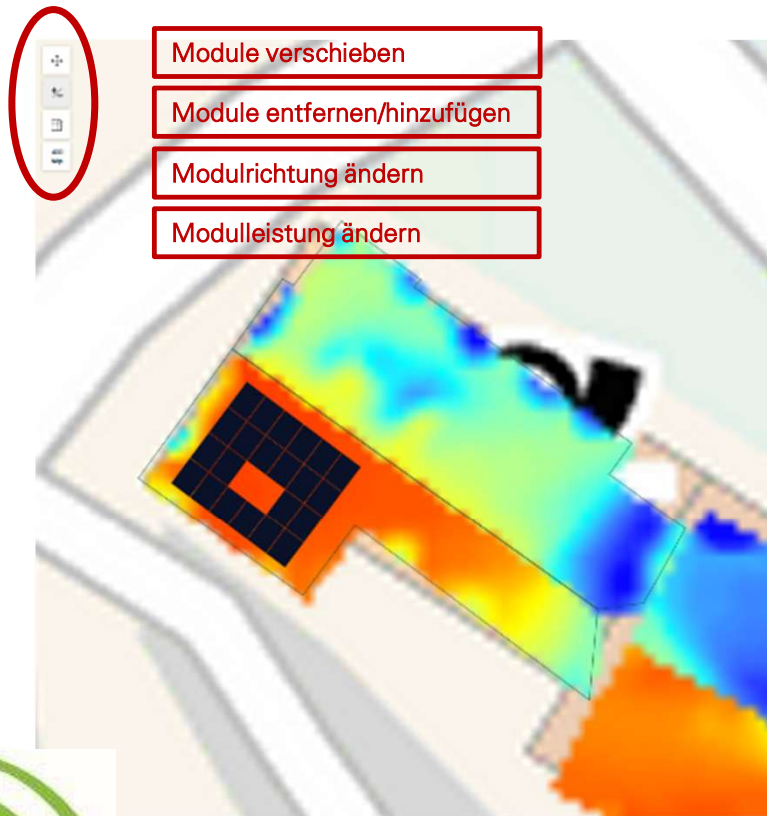 Module verschieben
Module entfernen/hinzufügen
Modulrichtung ändern
Modulleistung ändern